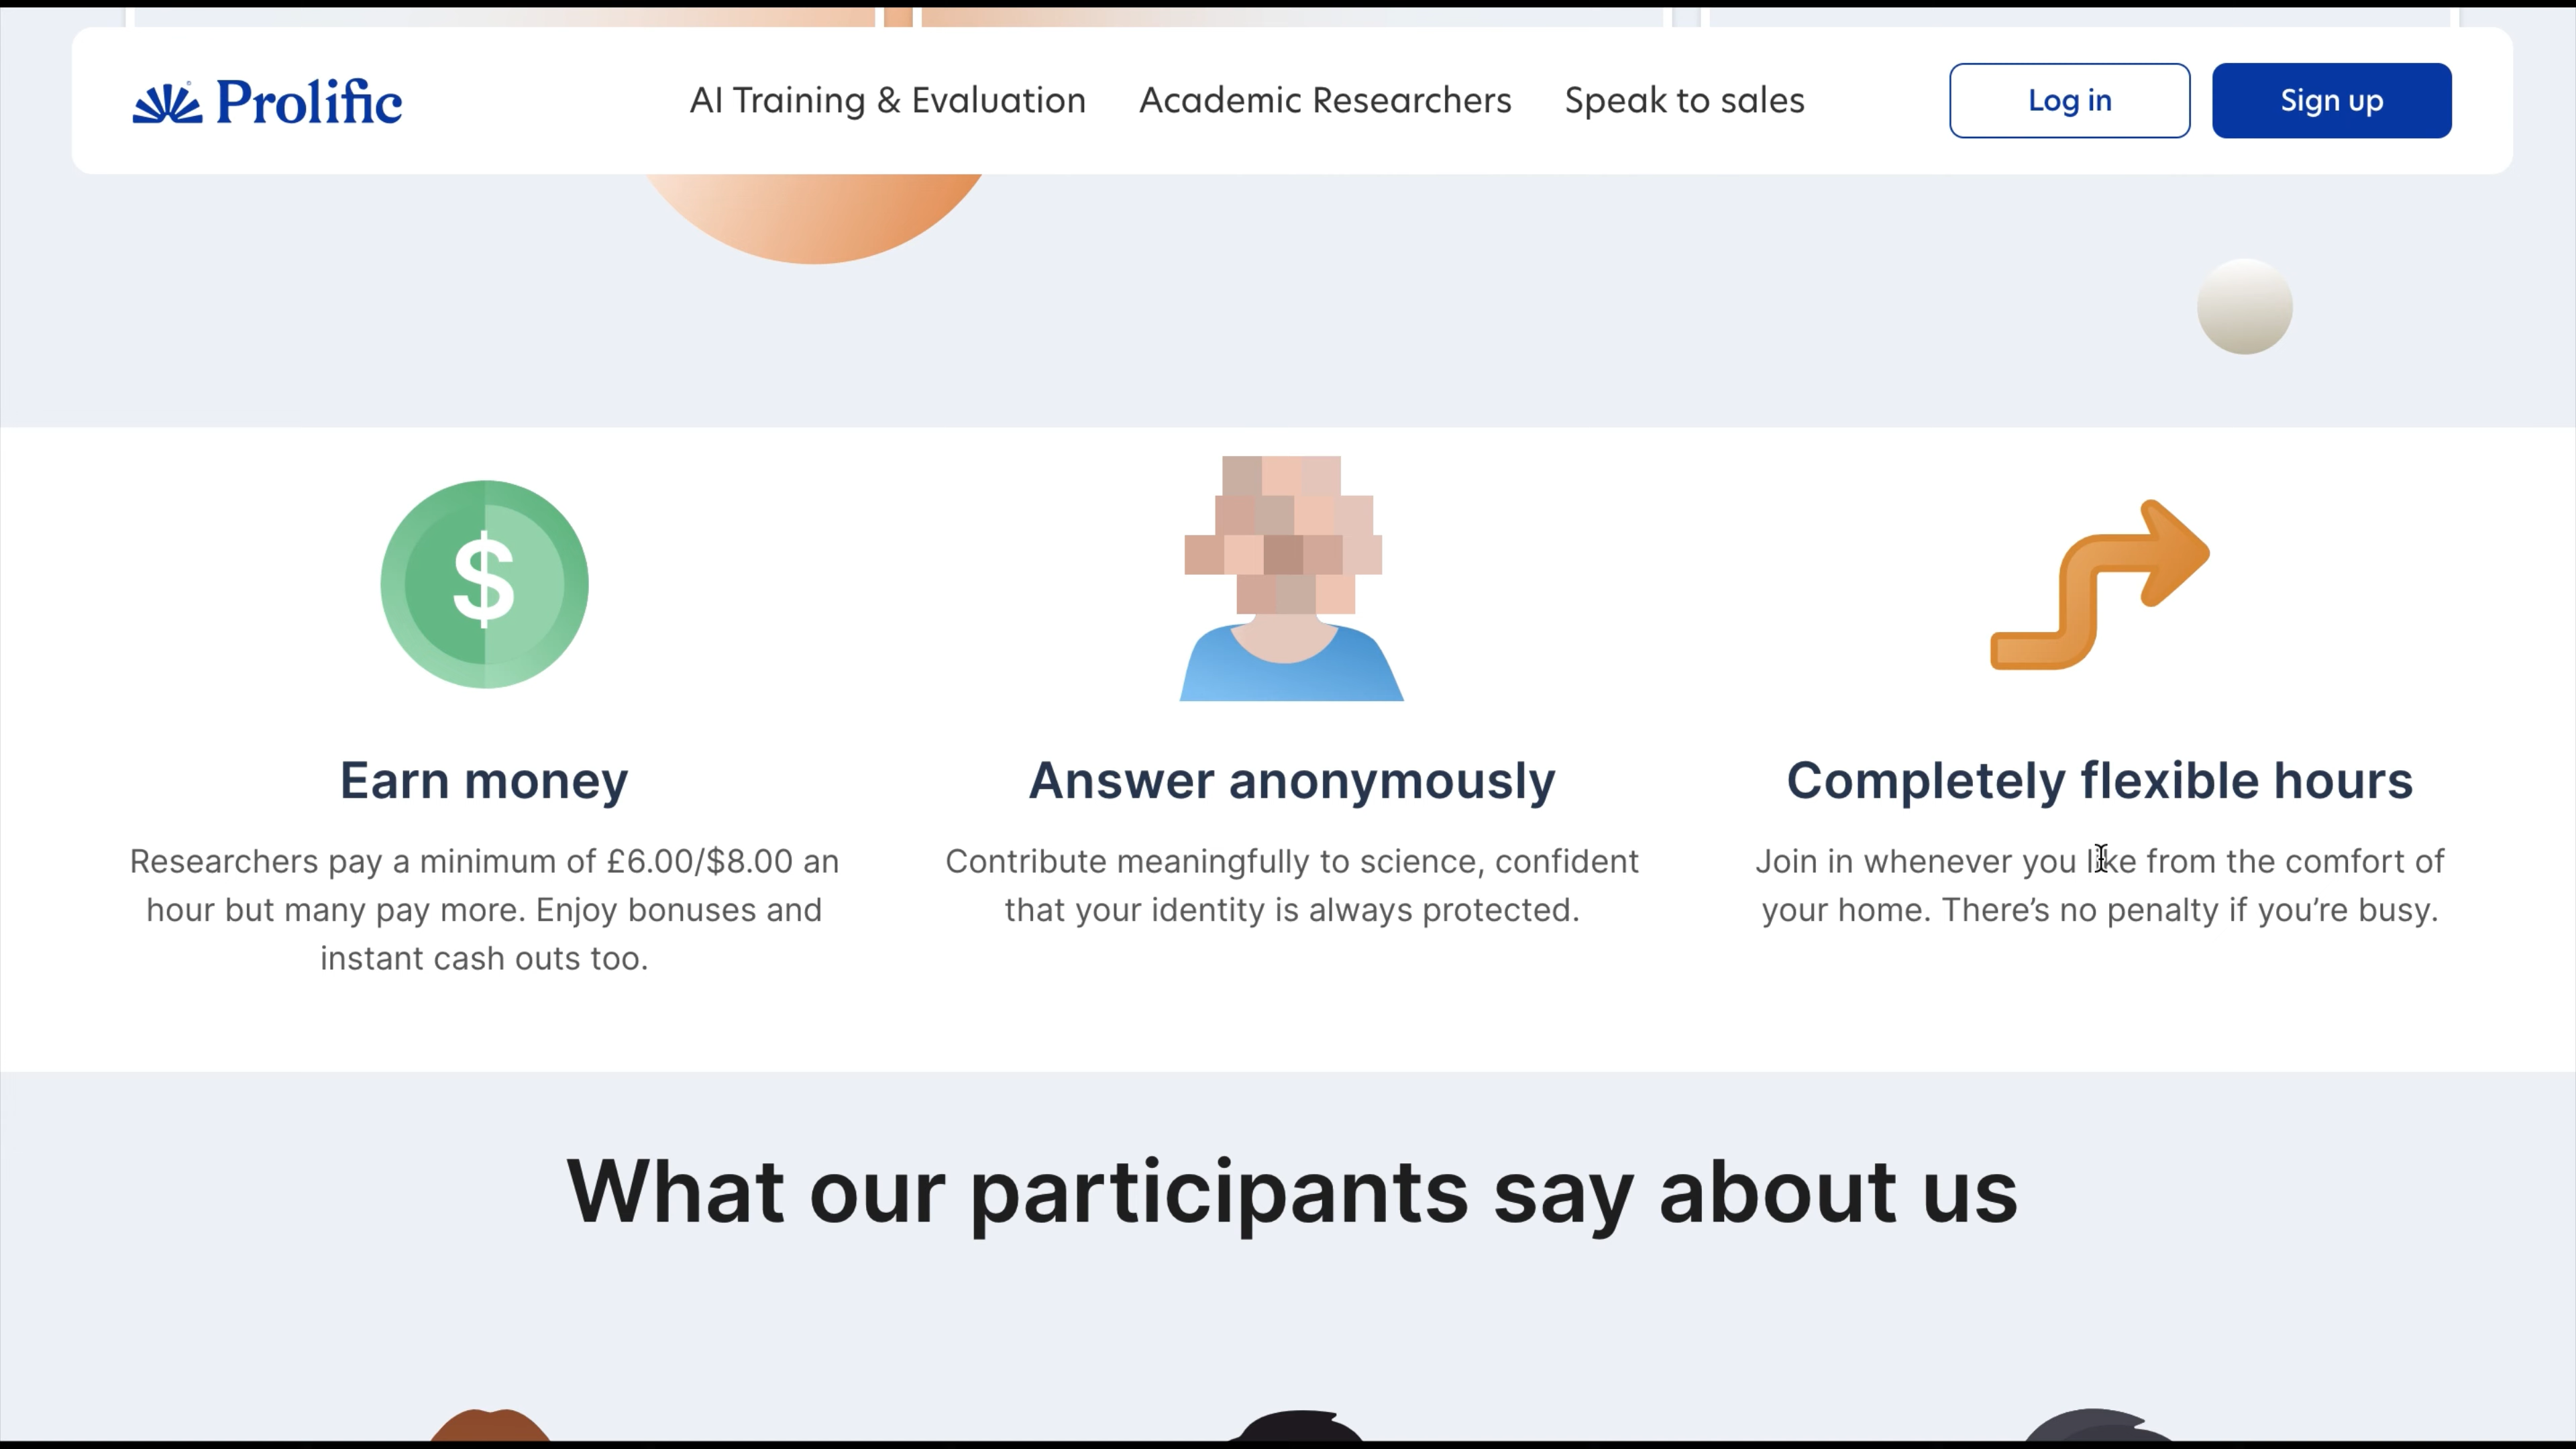 Prolific
AI Training & Evaluation
Academic Researchers
Speak to sales
Log in
Sign up
$
Earn money
Researchers pay a minimum of £6.00/$8.00 an
hour but many pay more. Enjoy bonuses and
instant cash outs too.
Answer anonymously
Contribute meaningfully to science, confident
that your identity is always protected.
Completely flexible hours
Join in whenever you like from the comfort of
your home. There’s no penalty if you’re busy.
What our participants say about us